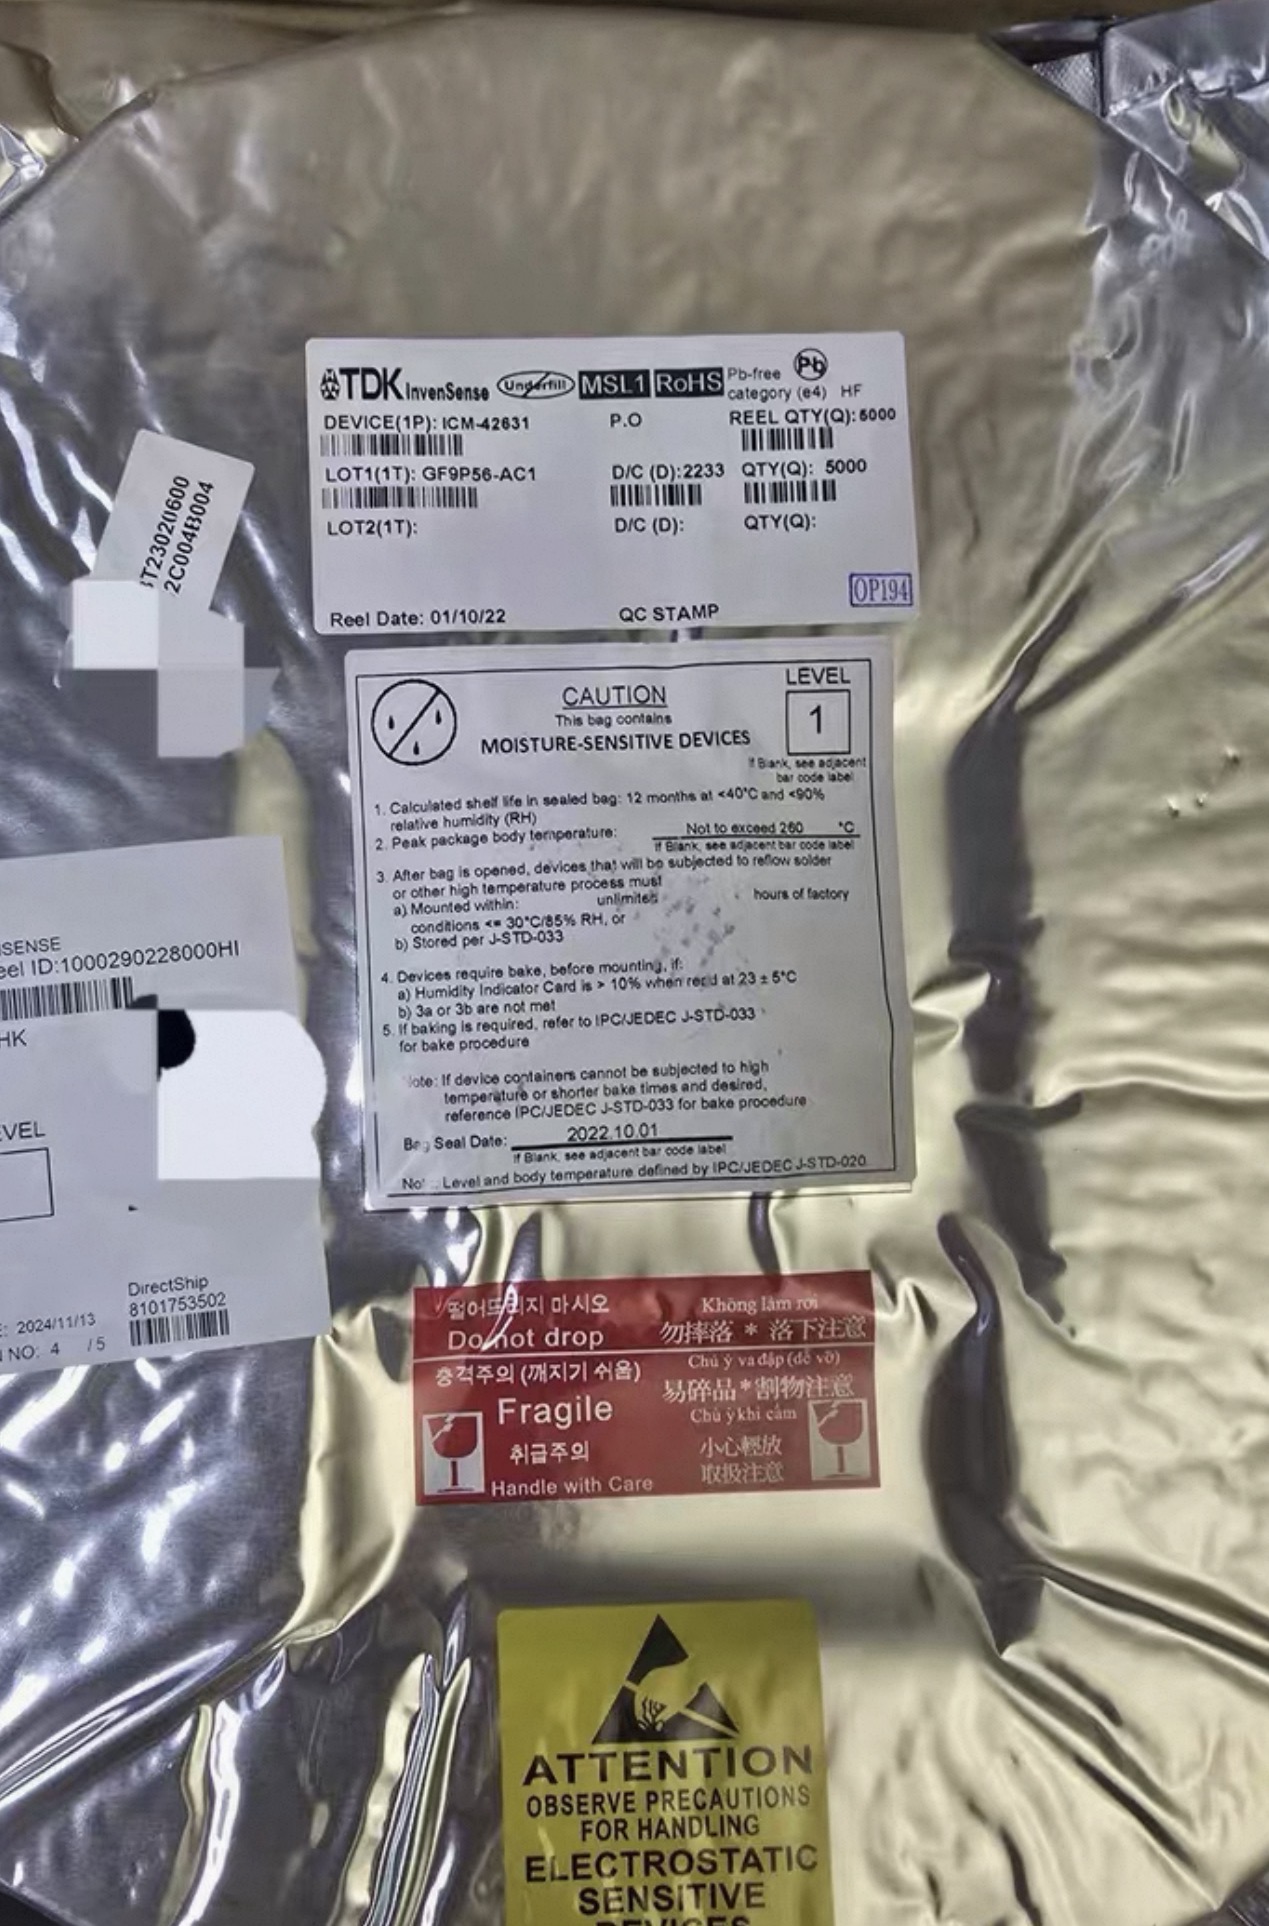 TDK InvenSense Underfill MSL1 RoHS Pb-free category (e4) HF Pb
DEVICE(1P): ICM-42631 P.O REEL QTY(Q): 5000
LOT1(1T): GF9P56-AC1 D/C (D):2233 QTY(Q): 5000
LOT2(1T): D/C (D): QTY(Q):
OP194
Reel Date: 01/10/22 QC STAMP
T23020600
2C004B004
CAUTION
This bag contains
MOISTURE-SENSITIVE DEVICES
LEVEL
1
If Blank, see adjacent
bar code label
1. Calculated shelf life in sealed bag: 12 months at <40°C and <90%
relative humidity (RH)
2. Peak package body temperature: Not to exceed 260 °C
If Blank, see adjacent bar code label
3. After bag is opened, devices that will be subjected to reflow solder
or other high temperature process must
a) Mounted within: unlimited hours of factory
conditions <= 30°C/85% RH, or
b) Stored per J-STD-033
4. Devices require bake, before mounting, if:
a) Humidity Indicator Card is > 10% when read at 23 ± 5°C
b) 3a or 3b are not met
5. If baking is required, refer to IPC/JEDEC J-STD-033
for bake procedure
Note: If device containers cannot be subjected to high
temperature or shorter bake times and desired,
reference IPC/JEDEC J-STD-033 for bake procedure
Bag Seal Date: 2022.10.01
If Blank, see adjacent bar code label
Level and body temperature defined by IPC/JEDEC J-STD-020
SENSE
eel ID:1000290228000HI
HK
EVEL
DirectShip
8101753502
: 2024/11/13
NO: 4 /5
떨어뜨리지 마시오 Không làm rơi
Do not drop 勿摔落 * 落下注意
충격주의 (깨지기 쉬움) Chú ý va đập (dễ vỡ)
Fragile 易碎品*割物注意
Chú ý khi cầm
취급주의 小心輕放
Handle with Care 取扱注意
ATTENTION
OBSERVE PRECAUTIONS
FOR HANDLING
ELECTROSTATIC
SENSITIVE
DEVICES